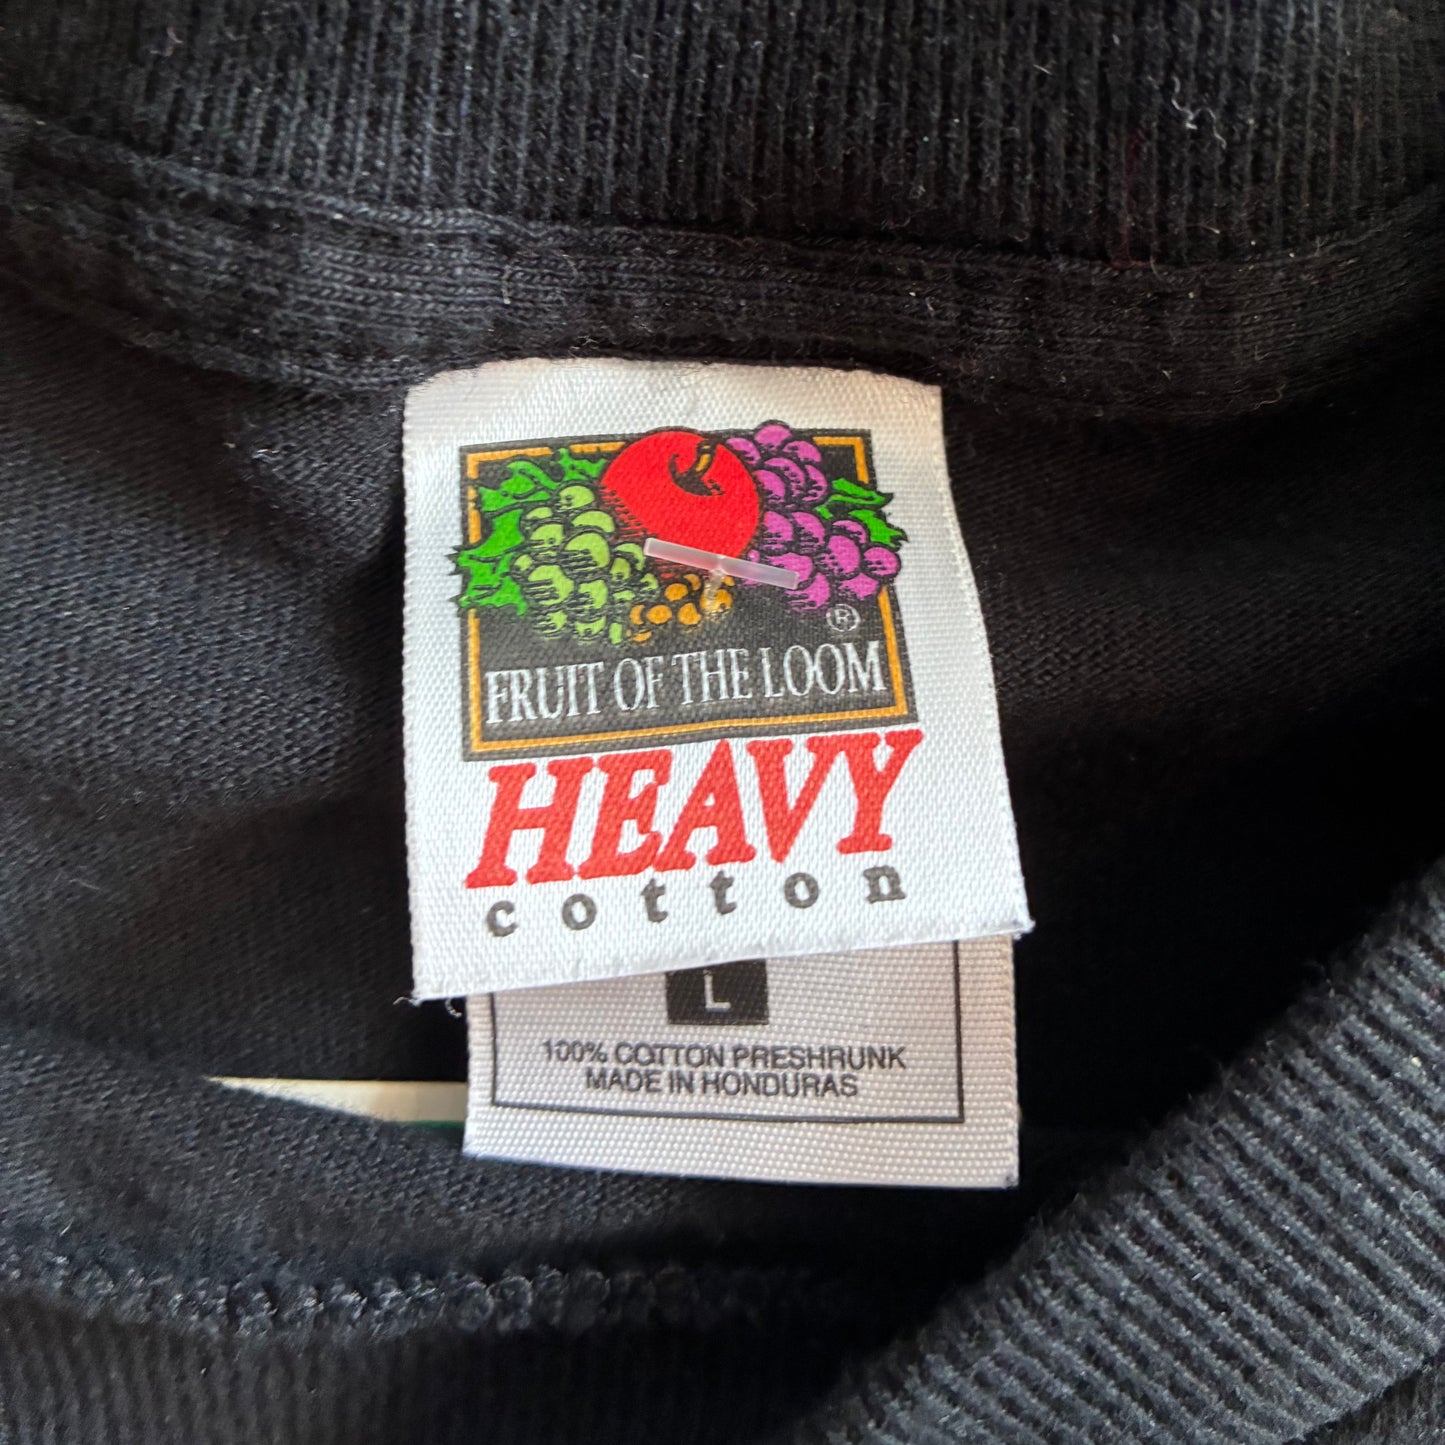 ®
FRUIT OF THE LOOM
HEAVY
cotton
L
100% COTTON PRESHRUNK
MADE IN HONDURAS